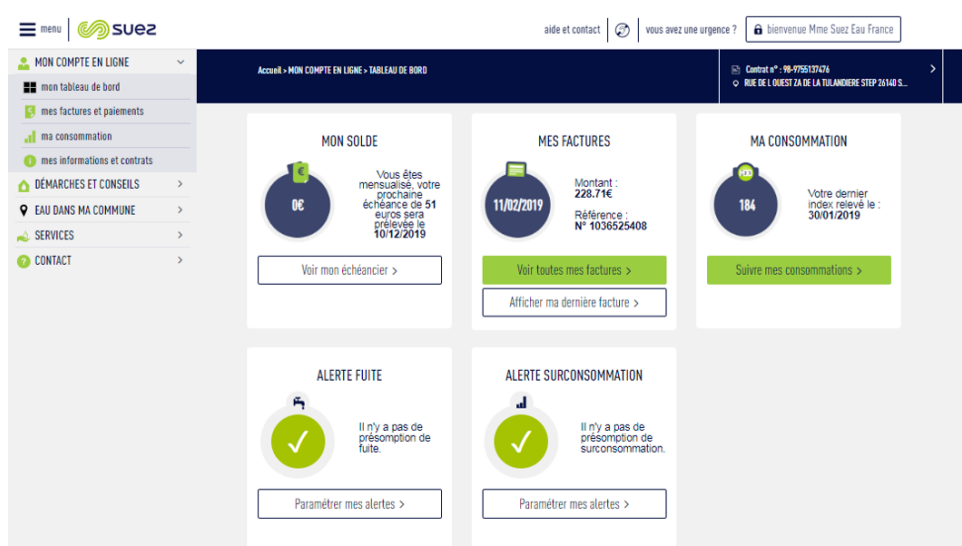 menu
suez
aide et contact
vous avez une urgence ?
bienvenue Mme Suez Eau France
MON COMPTE EN LIGNE
mon tableau de bord
mes factures et paiements
ma consommation
mes informations et contrats
DÉMARCHES ET CONSEILS
EAU DANS MA COMMUNE
SERVICES
CONTACT
Accueil > MON COMPTE EN LIGNE > TABLEAU DE BORD
Contrat n° : 98-9755137476
RUE DE L OUEST ZA DE LA TULANDIERE STEP 26140 S...
MON SOLDE
€
0€
Vous êtes
mensualisé, votre
prochaine
échéance de 51
euros sera
prélevée le
10/12/2019
Voir mon échéancier >
MES FACTURES
11/02/2019
Montant :
228.71€
Référence :
N° 1036525408
Voir toutes mes factures >
Afficher ma dernière facture >
MA CONSOMMATION
184
Votre dernier
index relevé le :
30/01/2019
Suivre mes consommations >
ALERTE FUITE
Il n'y a pas de
présomption de
fuite.
Paramétrer mes alertes >
ALERTE SURCONSOMMATION
Il n'y a pas de
présomption de
surconsommation.
Paramétrer mes alertes >